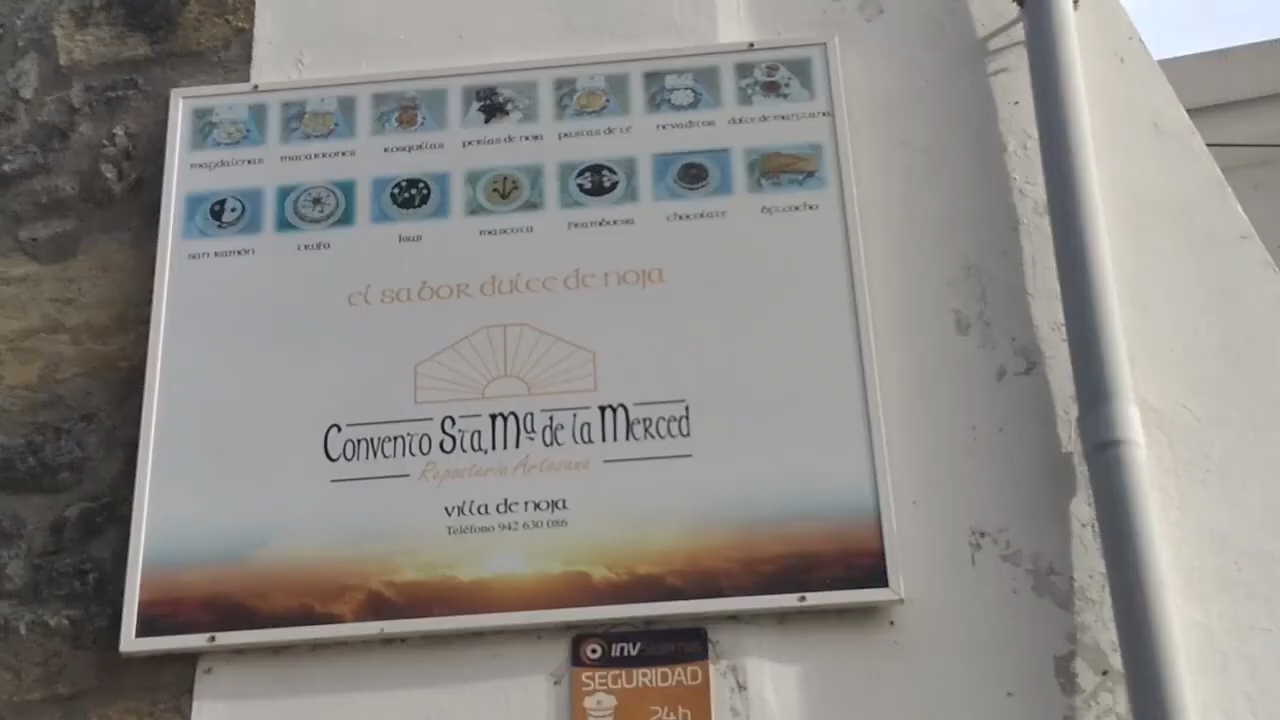 magdalenas macarrones rosquillas perlas de noja pastas de té nevaditos dulce de manzana
san ramón trufa kiwi mascota frambuesa chocolate bizcocho
el sabor dulce de noja
Convento Sta, Mª de la Merced
Repostería Artesana
villa de noja
Teléfono 942 630 086
INV
SEGURIDAD
24h